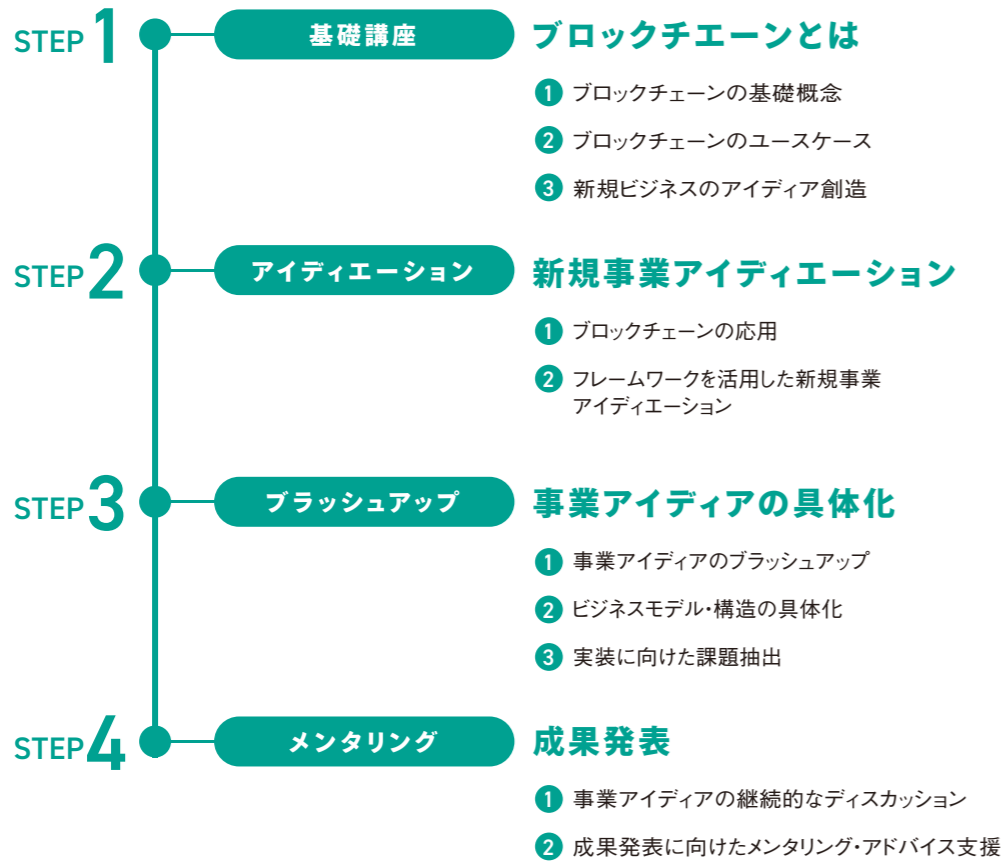 STEP 1 基礎講座 ブロックチエーンとは
1 ブロックチェーンの基礎概念
2 ブロックチェーンのユースケース
3 新規ビジネスのアイディア創造
STEP 2 アイディエーション 新規事業アイディエーション
1 ブロックチェーンの応用
2 フレームワークを活用した新規事業
アイディエーション
STEP 3 ブラッシュアップ 事業アイディアの具体化
1 事業アイディアのブラッシュアップ
2 ビジネスモデル・構造の具体化
3 実装に向けた課題抽出
STEP 4 メンタリング 成果発表
1 事業アイディアの継続的なディスカッション
2 成果発表に向けたメンタリング・アドバイス支援